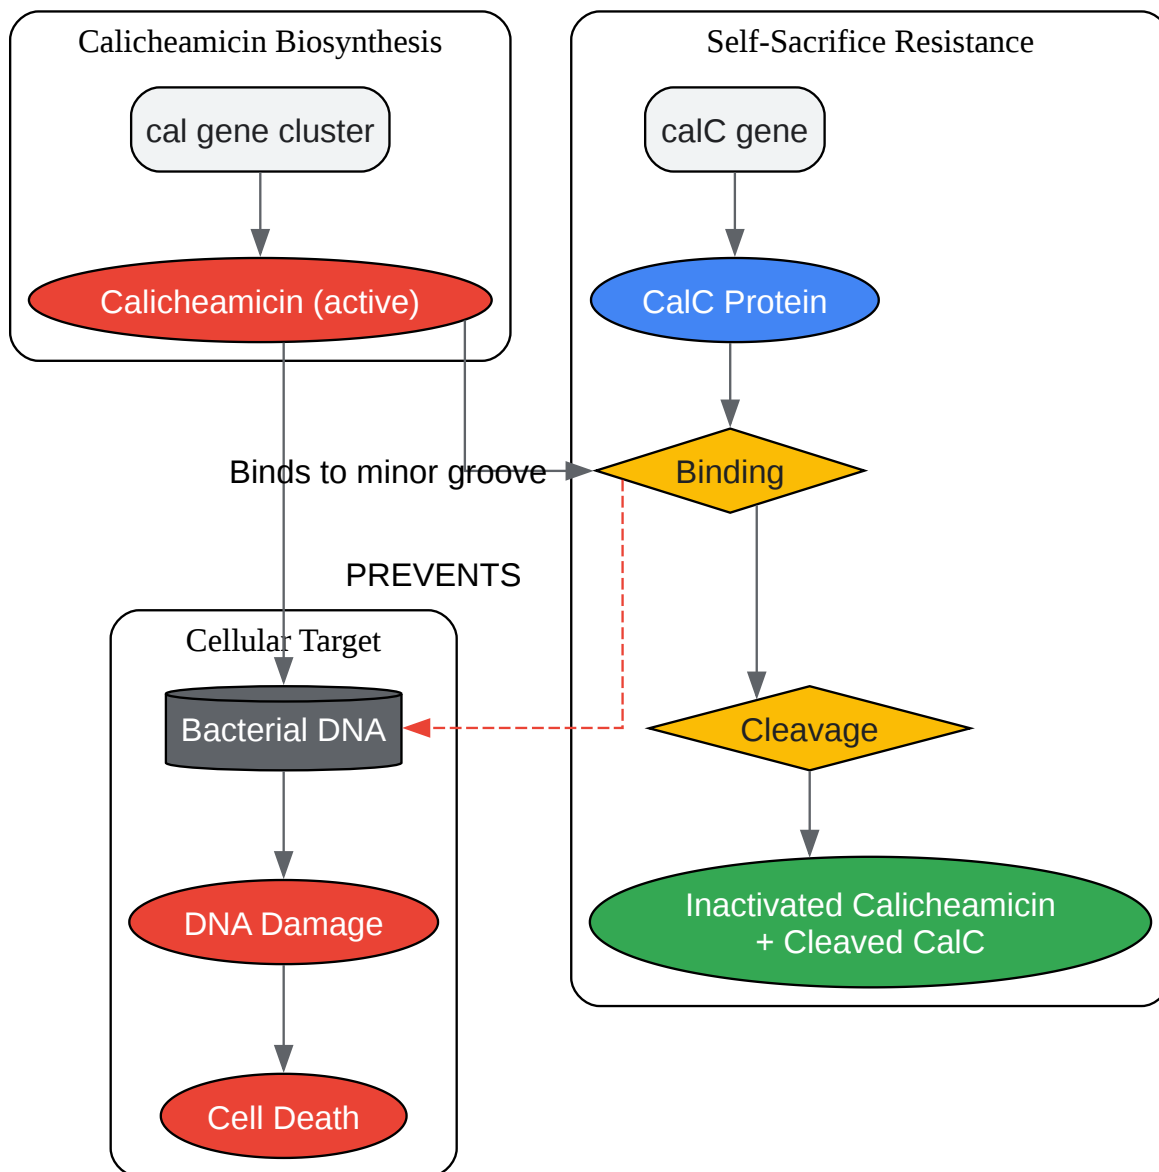 Calicheamicin Biosynthesis
cal gene cluster
Calicheamicin (active)
Self-Sacrifice Resistance
calC gene
CalC Protein
Binds to minor groove
Binding
PREVENTS
Cellular Target
Bacterial DNA
Cleavage
DNA Damage
Inactivated Calicheamicin
+ Cleaved CalC
Cell Death